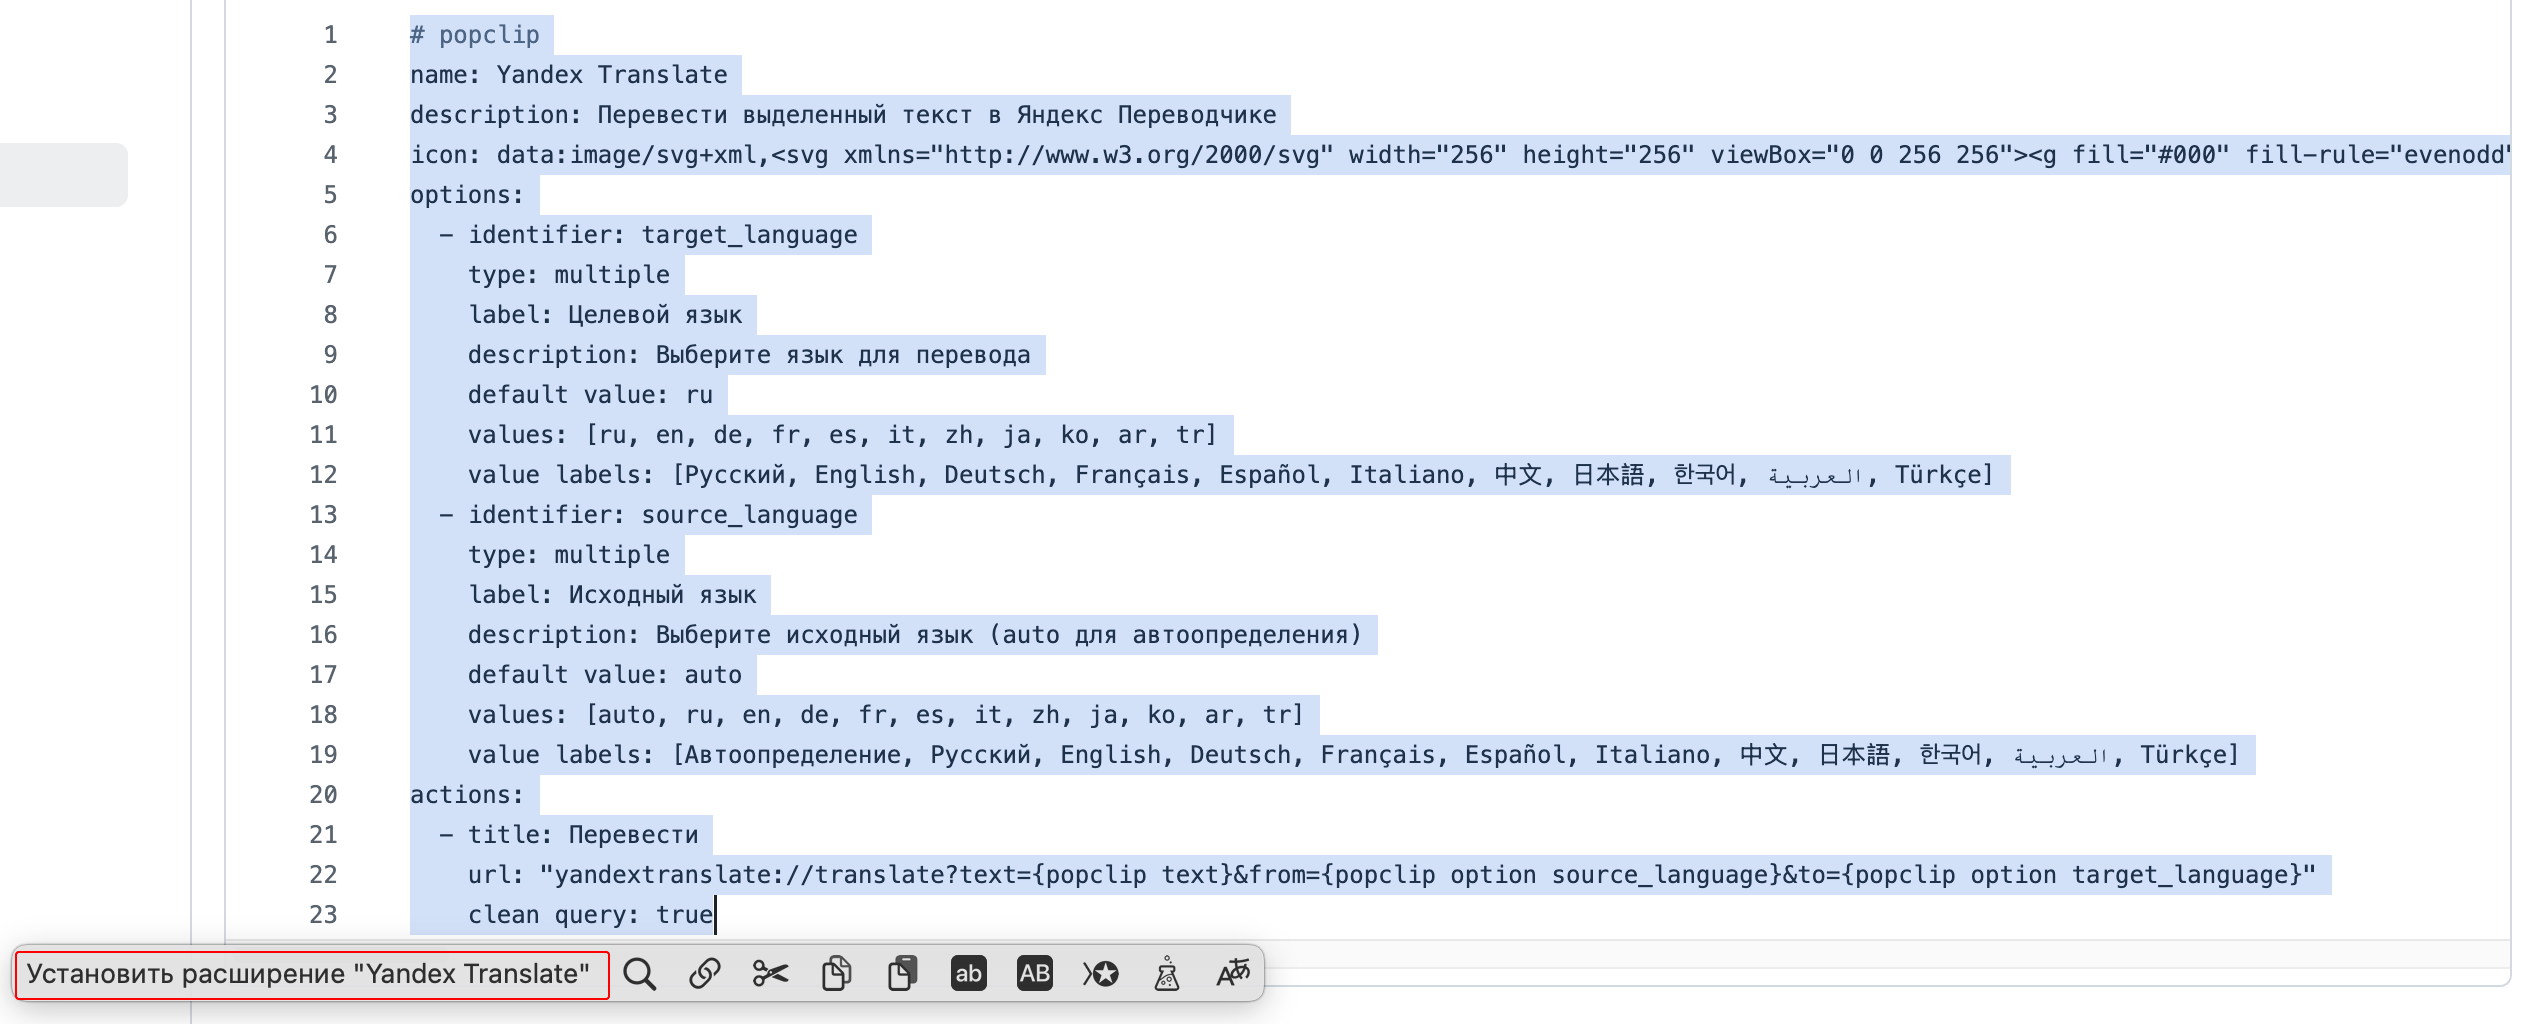 1 # popclip
2 name: Yandex Translate
3 description: Перевести выделенный текст в Яндекс Переводчике
4 icon: data:image/svg+xml,<svg xmlns="http://www.w3.org/2000/svg" width="256" height="256" viewBox="0 0 256 256"><g fill="#000" fill-rule="evenodd"
5 options:
6   - identifier: target_language
7     type: multiple
8     label: Целевой язык
9     description: Выберите язык для перевода
10     default value: ru
11     values: [ru, en, de, fr, es, it, zh, ja, ko, ar, tr]
12     value labels: [Русский, English, Deutsch, Français, Español, Italiano, 中文, 日本語, 한국어, العربية, Türkçe]
13   - identifier: source_language
14     type: multiple
15     label: Исходный язык
16     description: Выберите исходный язык (auto для автоопределения)
17     default value: auto
18     values: [auto, ru, en, de, fr, es, it, zh, ja, ko, ar, tr]
19     value labels: [Автоопределение, Русский, English, Deutsch, Français, Español, Italiano, 中文, 日本語, 한국어, العربية, Türkçe]
20 actions:
21   - title: Перевести
22     url: "yandextranslate://translate?text={popclip text}&from={popclip option source_language}&to={popclip option target_language}"
23     clean query: true
Установить расширение "Yandex Translate" ab AB Aあ